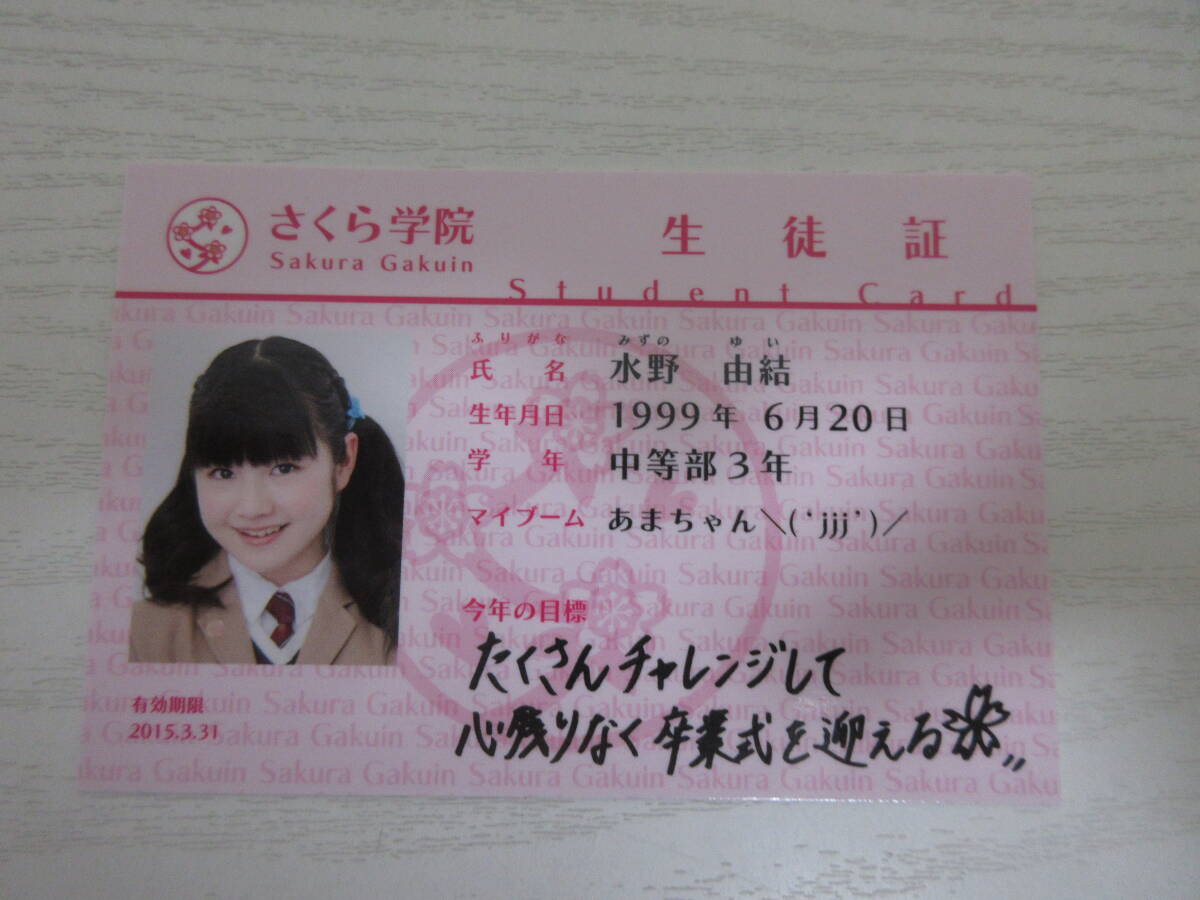 さくら学院
Sakura Gakuin
生徒証
Student Card
ふりがな みずの ゆい
氏名 水野 由結
生年月日 1999年 6月20日
学年 中等部3年
マイブーム あまちゃん＼( 'jjj' )／
今年の目標
たくさんチャレンジして
心残りなく卒業式を迎える
有効期限
2015.3.31